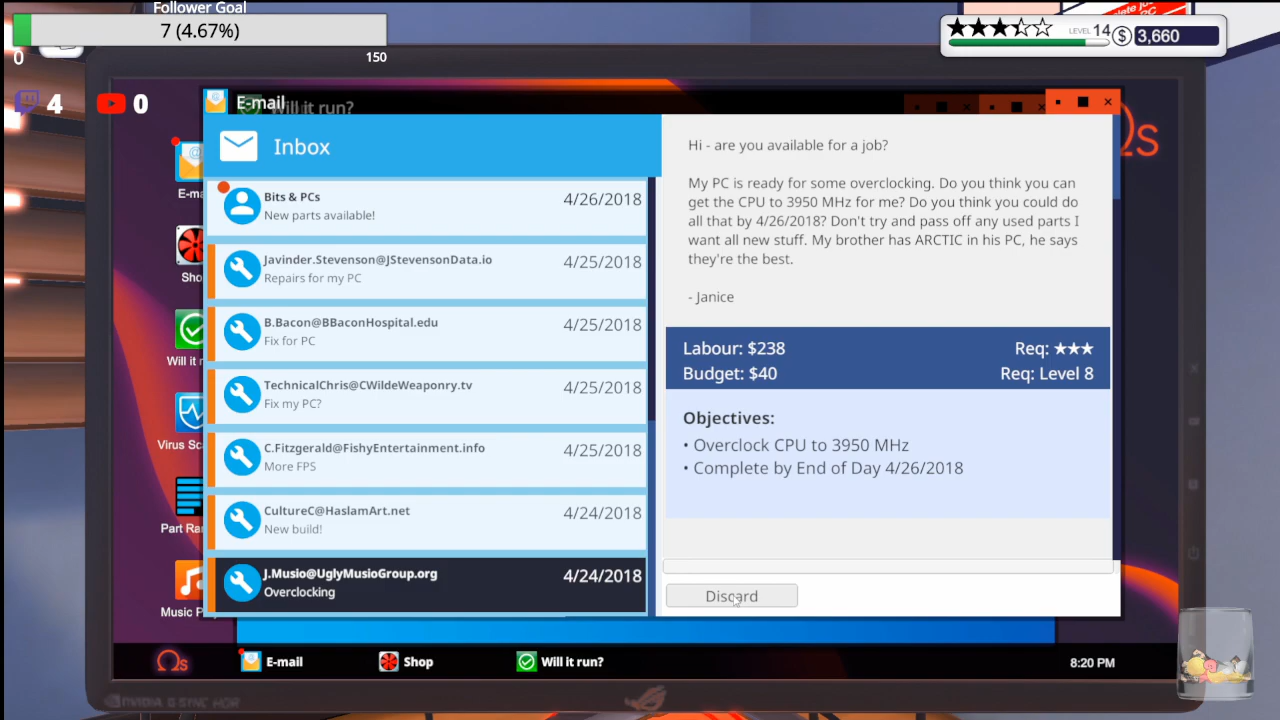 Follower Goal
7 (4.67%)
0
150
4
0
LEVEL 14
$ 3,660
E-mail
Will it run?
Inbox
Bits & PCs
4/26/2018
New parts available!
Javinder.Stevenson@JStevensonData.io
4/25/2018
Repairs for my PC
B.Bacon@BBaconHospital.edu
4/25/2018
Fix for PC
TechnicalChris@CWildeWeaponry.tv
4/25/2018
Fix my PC?
C.Fitzgerald@FishyEntertainment.info
4/25/2018
More FPS
CultureC@HaslamArt.net
4/24/2018
New build!
J.Musio@UglyMusioGroup.org
4/24/2018
Overclocking
Hi - are you available for a job?
My PC is ready for some overclocking. Do you think you can
get the CPU to 3950 MHz for me? Do you think you could do
all that by 4/26/2018? Don't try and pass off any used parts I
want all new stuff. My brother has ARCTIC in his PC, he says
they're the best.
- Janice
Labour: $238
Req: ★★★
Budget: $40
Req: Level 8
Objectives:
• Overclock CPU to 3950 MHz
• Complete by End of Day 4/26/2018
Discard
E-ma
Sho
Will it r
Virus Sc
Part Ra
Music P
E-mail
Shop
Will it run?
8:20 PM
NVIDIA G-SYNC HDR